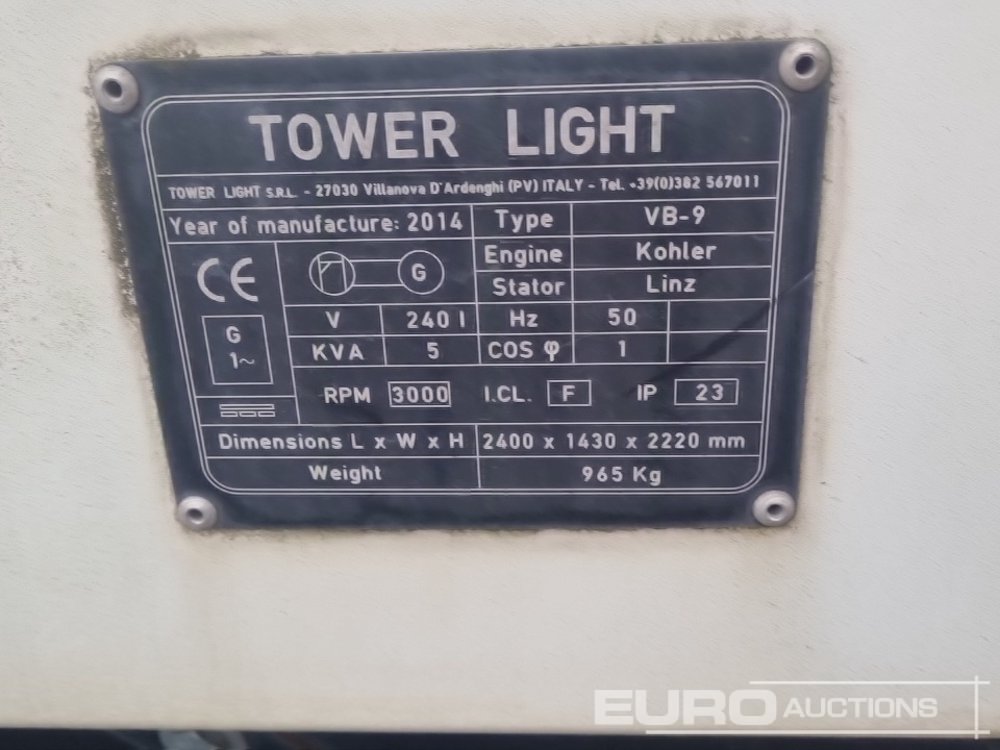 TOWER LIGHT
TOWER LIGHT S.R.L. - 27030 Villanova D'Ardenghi (PV) ITALY - Tel. +39(0)382 567011
Year of manufacture: 2014 Type VB-9
Engine Kohler
Stator Linz
CE
G
V 240 I Hz 50
KVA 5 COS φ 1
G
1~
RPM 3000 I.CL. F IP 23
Dimensions L x W x H 2400 x 1430 x 2220 mm
Weight 965 Kg
EURO AUCTIONS